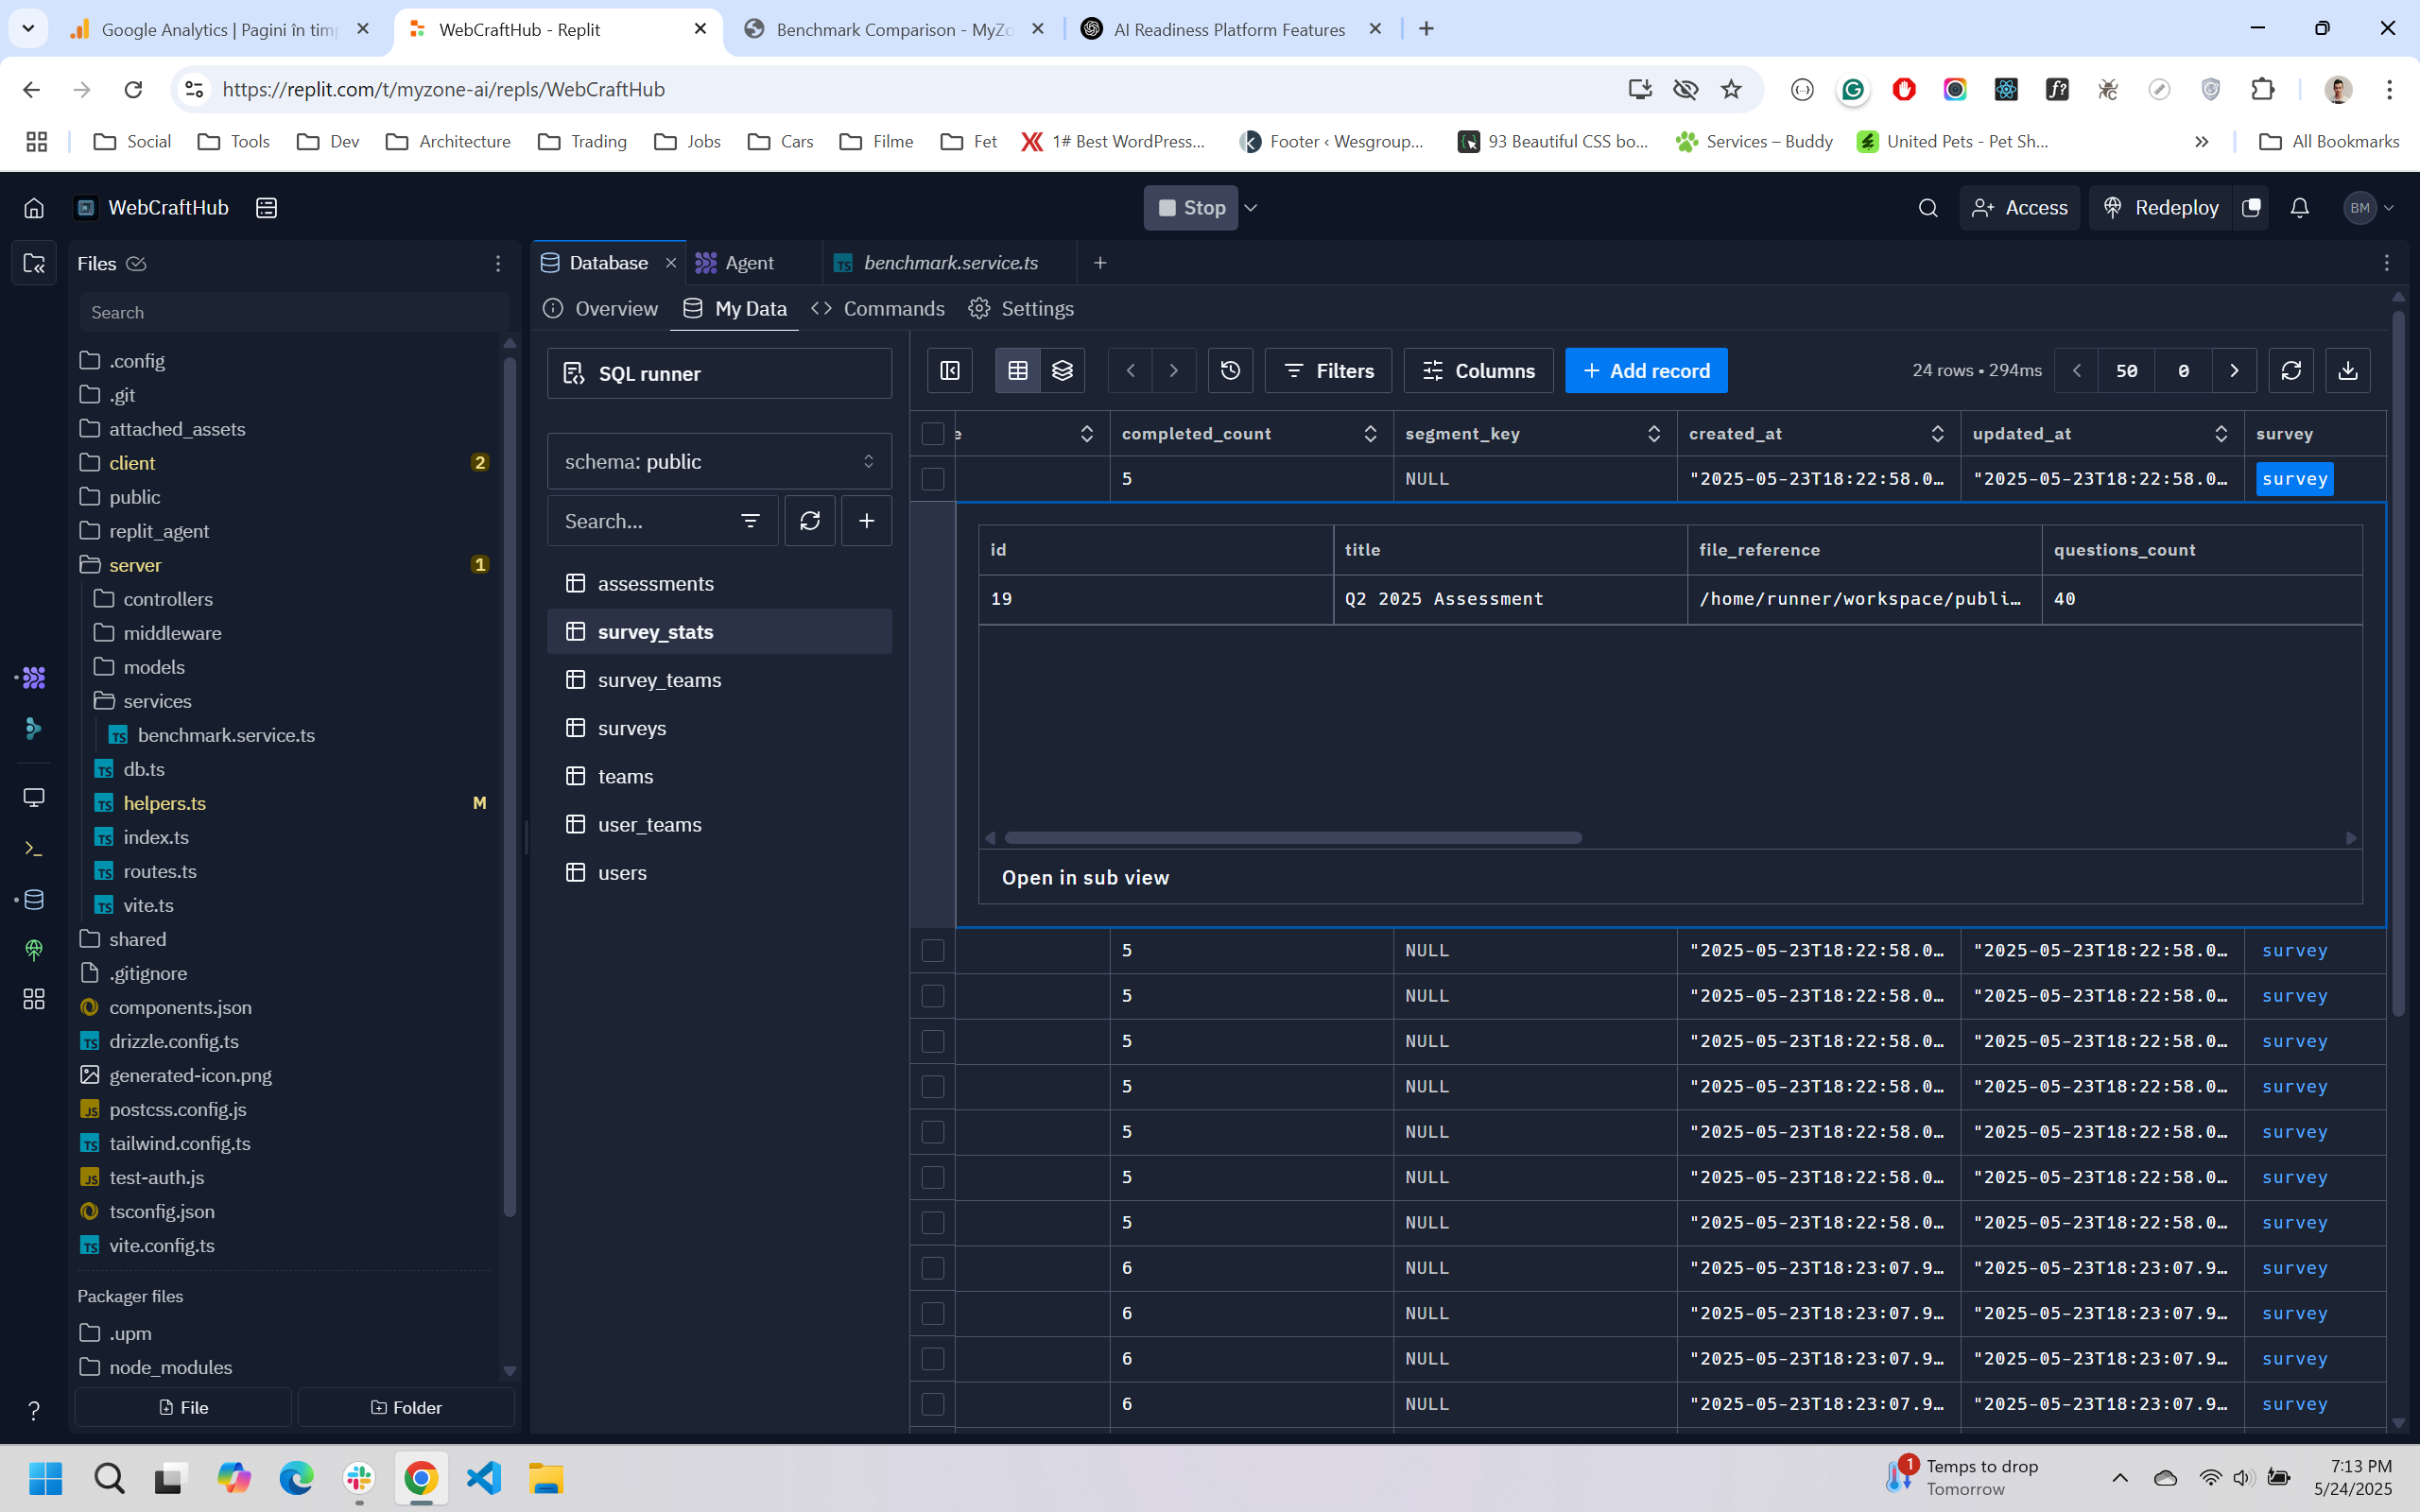 Google Analytics | Pagini în timp
WebCraftHub - Replit
Benchmark Comparison - MyZo
AI Readiness Platform Features
https://replit.com/t/myzone-ai/repls/WebCraftHub
Social
Tools
Dev
Architecture
Trading
Jobs
Cars
Filme
Fet
1# Best WordPress...
Footer ‹ Wesgroup...
93 Beautiful CSS bo...
Services – Buddy
United Pets - Pet Sh...
All Bookmarks
WebCraftHub
Stop
Access
Redeploy
BM
Files
Database
Agent
benchmark.service.ts
Search
Overview
My Data
Commands
Settings
.config
.git
attached_assets
client 2
public
replit_agent
server 1
controllers
middleware
models
services
benchmark.service.ts
db.ts
helpers.ts M
index.ts
routes.ts
vite.ts
shared
.gitignore
components.json
drizzle.config.ts
generated-icon.png
postcss.config.js
tailwind.config.ts
test-auth.js
tsconfig.json
vite.config.ts
Packager files
.upm
node_modules
File
Folder
SQL runner
schema: public
Search...
assessments
survey_stats
survey_teams
surveys
teams
user_teams
users
Filters
Columns
Add record
24 rows • 294ms
50
0
e completed_count segment_key created_at updated_at survey
5 NULL "2025-05-23T18:22:58.0… "2025-05-23T18:22:58.0… survey
id title file_reference questions_count
19 Q2 2025 Assessment /home/runner/workspace/publi… 40
Open in sub view
5 NULL "2025-05-23T18:22:58.0… "2025-05-23T18:22:58.0… survey
5 NULL "2025-05-23T18:22:58.0… "2025-05-23T18:22:58.0… survey
5 NULL "2025-05-23T18:22:58.0… "2025-05-23T18:22:58.0… survey
5 NULL "2025-05-23T18:22:58.0… "2025-05-23T18:22:58.0… survey
5 NULL "2025-05-23T18:22:58.0… "2025-05-23T18:22:58.0… survey
5 NULL "2025-05-23T18:22:58.0… "2025-05-23T18:22:58.0… survey
5 NULL "2025-05-23T18:22:58.0… "2025-05-23T18:22:58.0… survey
6 NULL "2025-05-23T18:23:07.9… "2025-05-23T18:23:07.9… survey
6 NULL "2025-05-23T18:23:07.9… "2025-05-23T18:23:07.9… survey
6 NULL "2025-05-23T18:23:07.9… "2025-05-23T18:23:07.9… survey
6 NULL "2025-05-23T18:23:07.9… "2025-05-23T18:23:07.9… survey
1
Temps to drop
Tomorrow
7:13 PM
5/24/2025